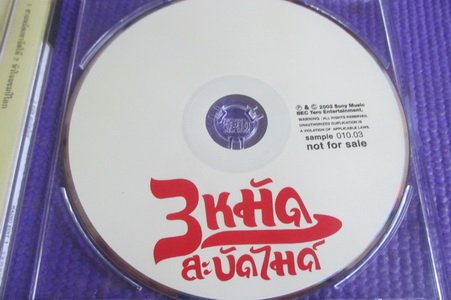 ℗ & © 2003 Sony Music
BEC Tero Entertainment.
WARNING : ALL RIGHTS RESERVED.
UNAUTHORIZED DUPLICATION IS
A VIOLATION OF APPLICABLE LAWS.
sample 010.03
not for sale
3 หมัด
สะบัดไมค์